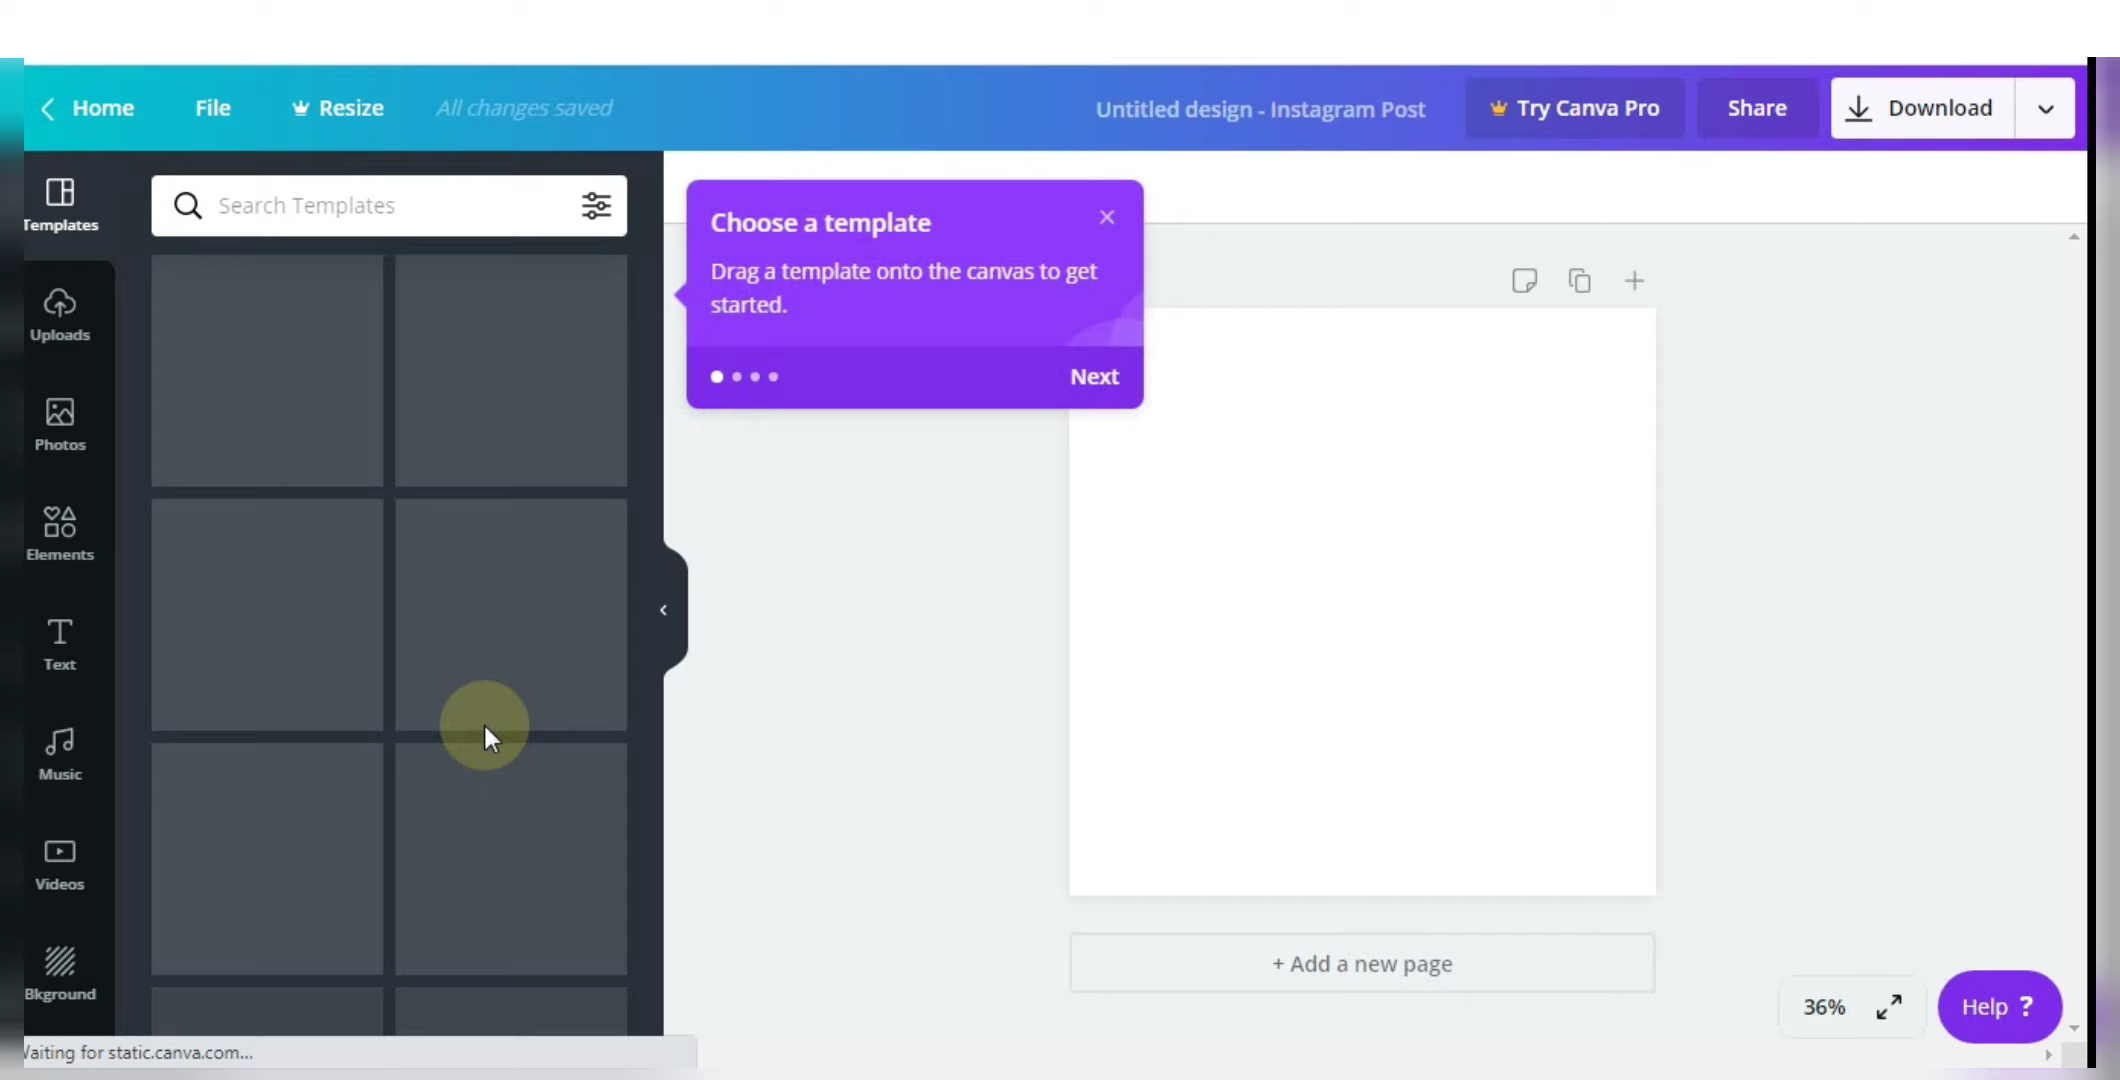 Home File Resize All changes saved Untitled design - Instagram Post Try Canva Pro Share Download
Templates
Search Templates
Choose a template
Drag a template onto the canvas to get
started.
Next
Uploads
Photos
Elements
Text
Music
Videos
Bkground
+ Add a new page
36%
Help ?
Vaiting for static.canva.com...